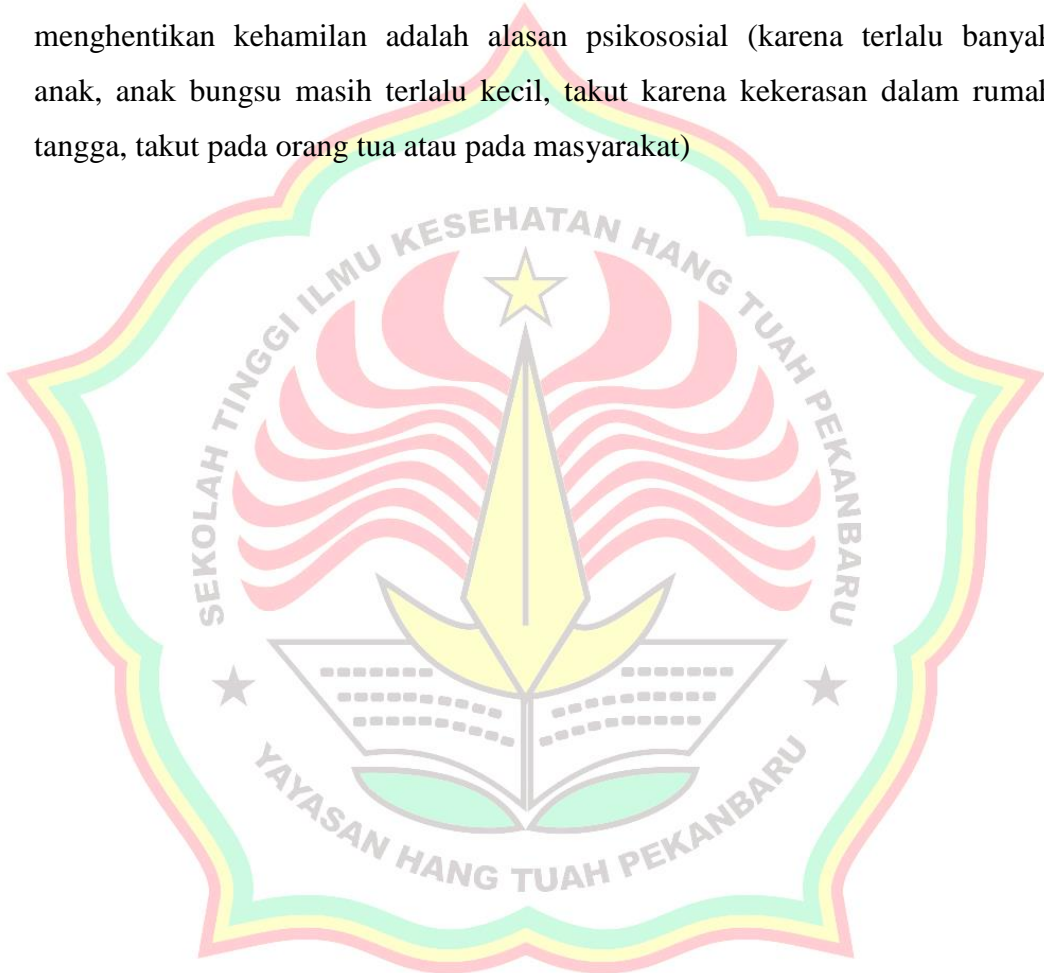 menghentikan kehamilan adalah alasan psikososial (karena terlalu banyak
anak, anak bungsu masih terlalu kecil, takut karena kekerasan dalam rumah
tangga, takut pada orang tua atau pada masyarakat)
SEKOLAH TINGGI ILMU KESEHATAN HANG TUAH PEKANBARU
YAYASAN HANG TUAH PEKANBARU